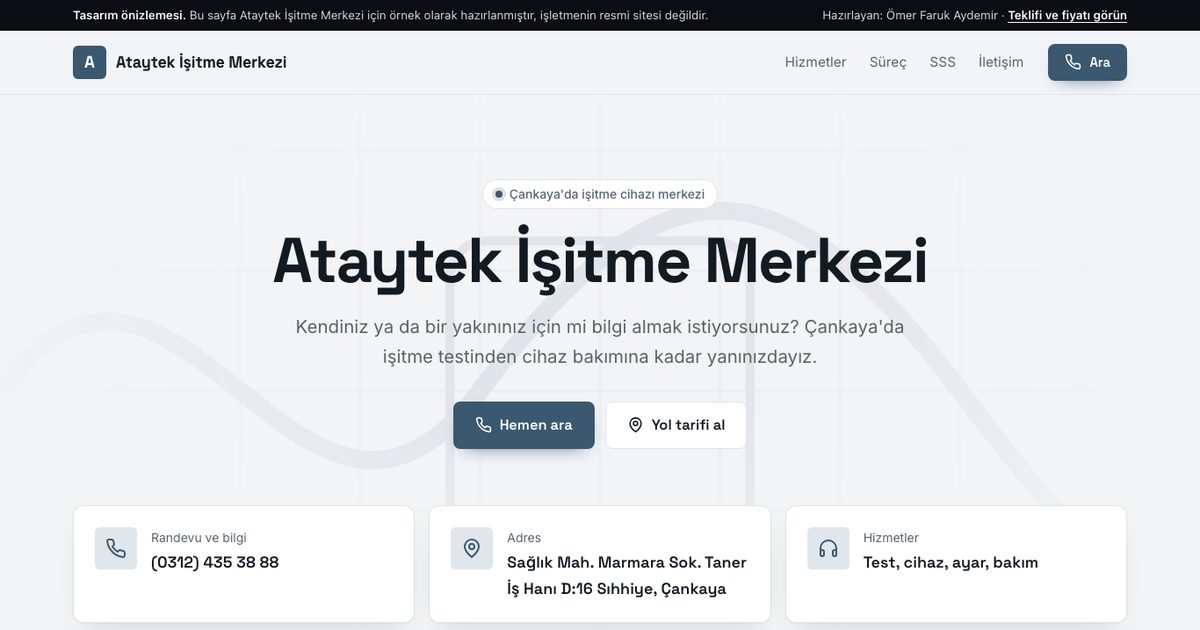 Tasarım önizlemesi. Bu sayfa Ataytek İşitme Merkezi için örnek olarak hazırlanmıştır, işletmenin resmi sitesi değildir.
Hazırlayan: Ömer Faruk Aydemir · Teklifi ve fiyatı görün
A Ataytek İşitme Merkezi
Hizmetler Süreç SSS İletişim Ara
Çankaya'da işitme cihazı merkezi
Ataytek İşitme Merkezi
Kendiniz ya da bir yakınınız için mi bilgi almak istiyorsunuz? Çankaya'da
işitme testinden cihaz bakımına kadar yanınızdayız.
Hemen ara
Yol tarifi al
Randevu ve bilgi
(0312) 435 38 88
Adres
Sağlık Mah. Marmara Sok. Taner
İş Hanı D:16 Sıhhiye, Çankaya
Hizmetler
Test, cihaz, ayar, bakım